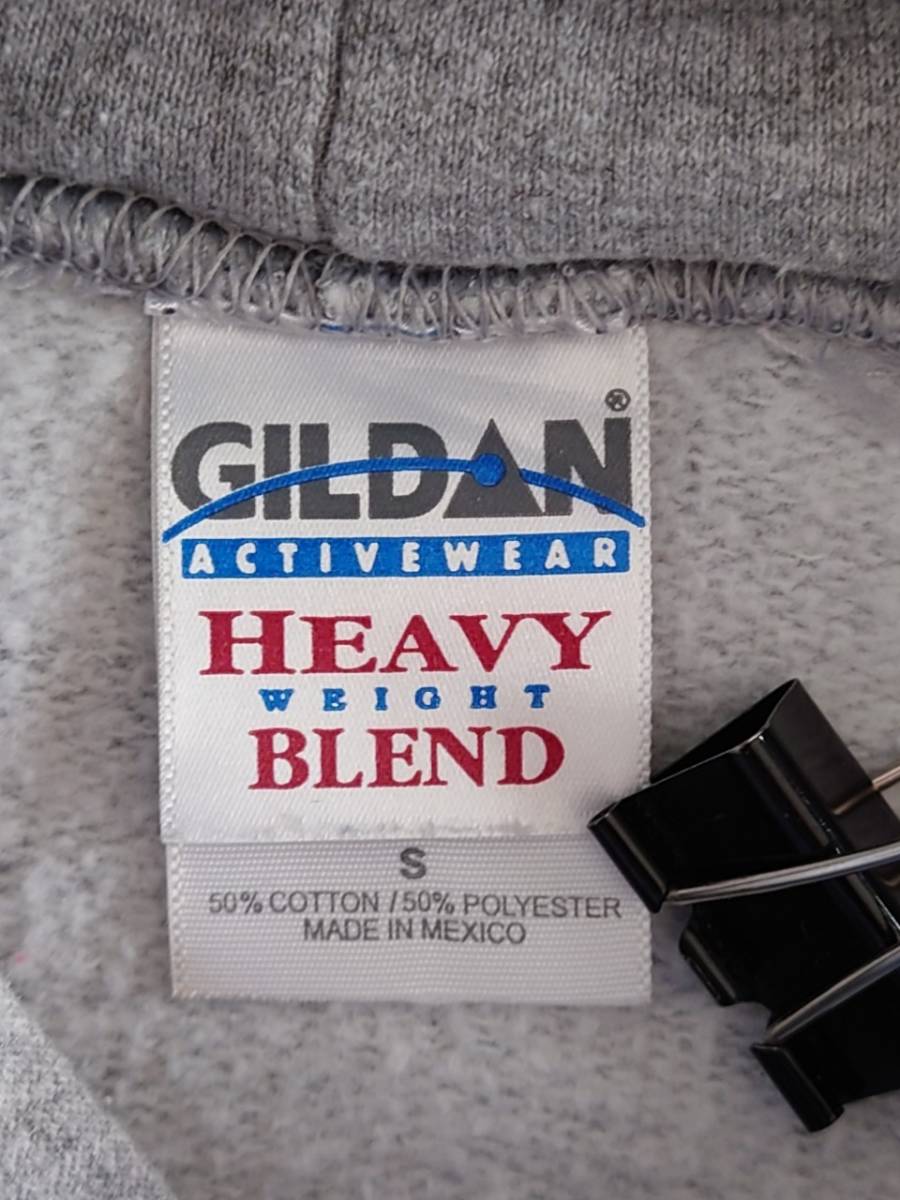 GILDAN®
ACTIVEWEAR
HEAVY
WEIGHT
BLEND
S
50% COTTON / 50% POLYESTER
MADE IN MEXICO